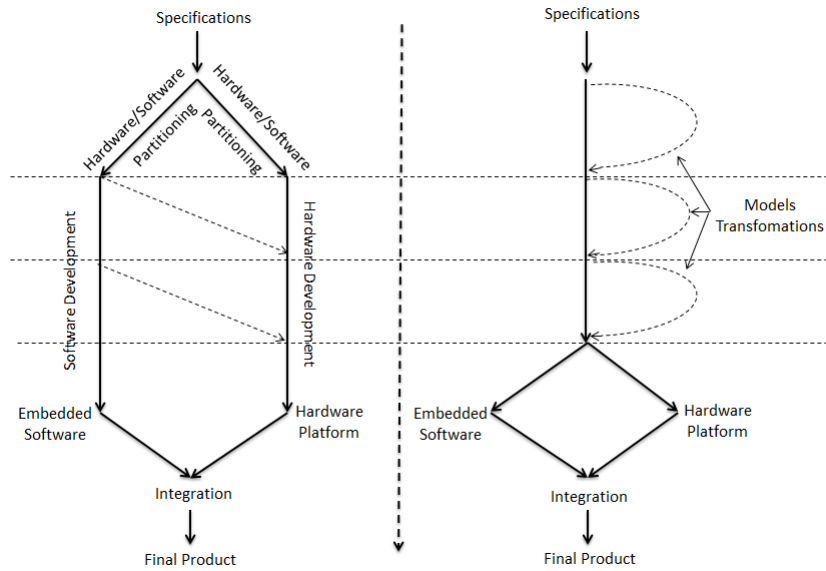 Specifications
Hardware/Software
Partitioning
Hardware/Software
Partitioning
Software Development
Hardware Development
Embedded
Software
Hardware
Platform
Integration
Final Product
Specifications
Models
Transfomations
Embedded
Software
Hardware
Platform
Integration
Final Product